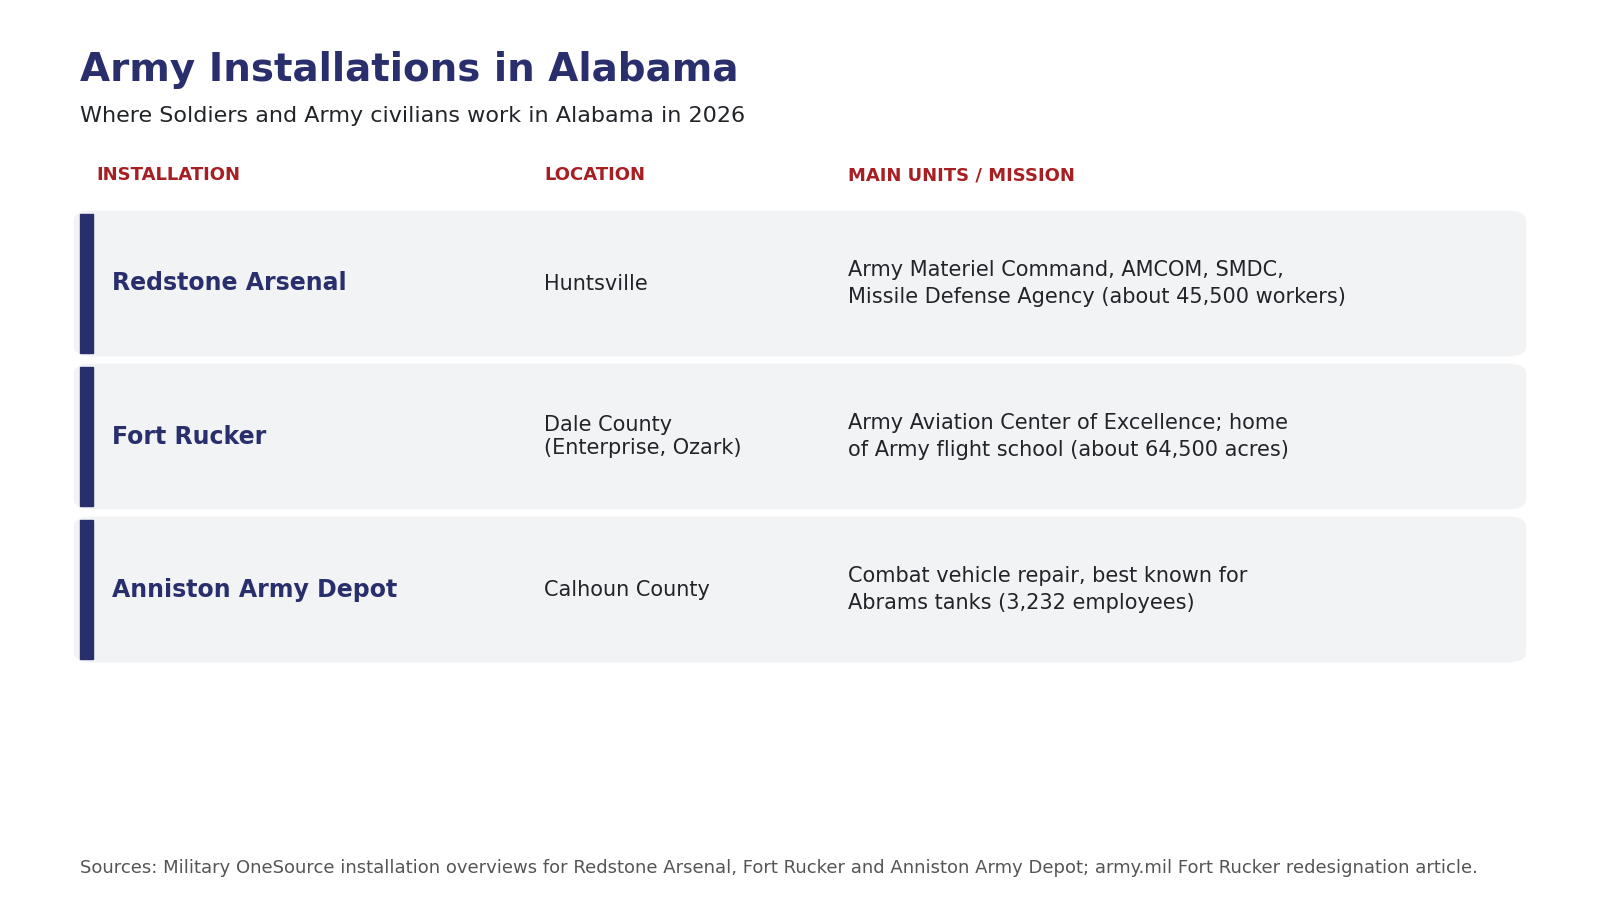 Army Installations in Alabama
Where Soldiers and Army civilians work in Alabama in 2026
INSTALLATION
LOCATION
MAIN UNITS / MISSION
Redstone Arsenal
Huntsville
Army Materiel Command, AMCOM, SMDC,
Missile Defense Agency (about 45,500 workers)
Fort Rucker
Dale County
(Enterprise, Ozark)
Army Aviation Center of Excellence; home
of Army flight school (about 64,500 acres)
Anniston Army Depot
Calhoun County
Combat vehicle repair, best known for
Abrams tanks (3,232 employees)
Sources: Military OneSource installation overviews for Redstone Arsenal, Fort Rucker and Anniston Army Depot; army.mil Fort Rucker redesignation article.